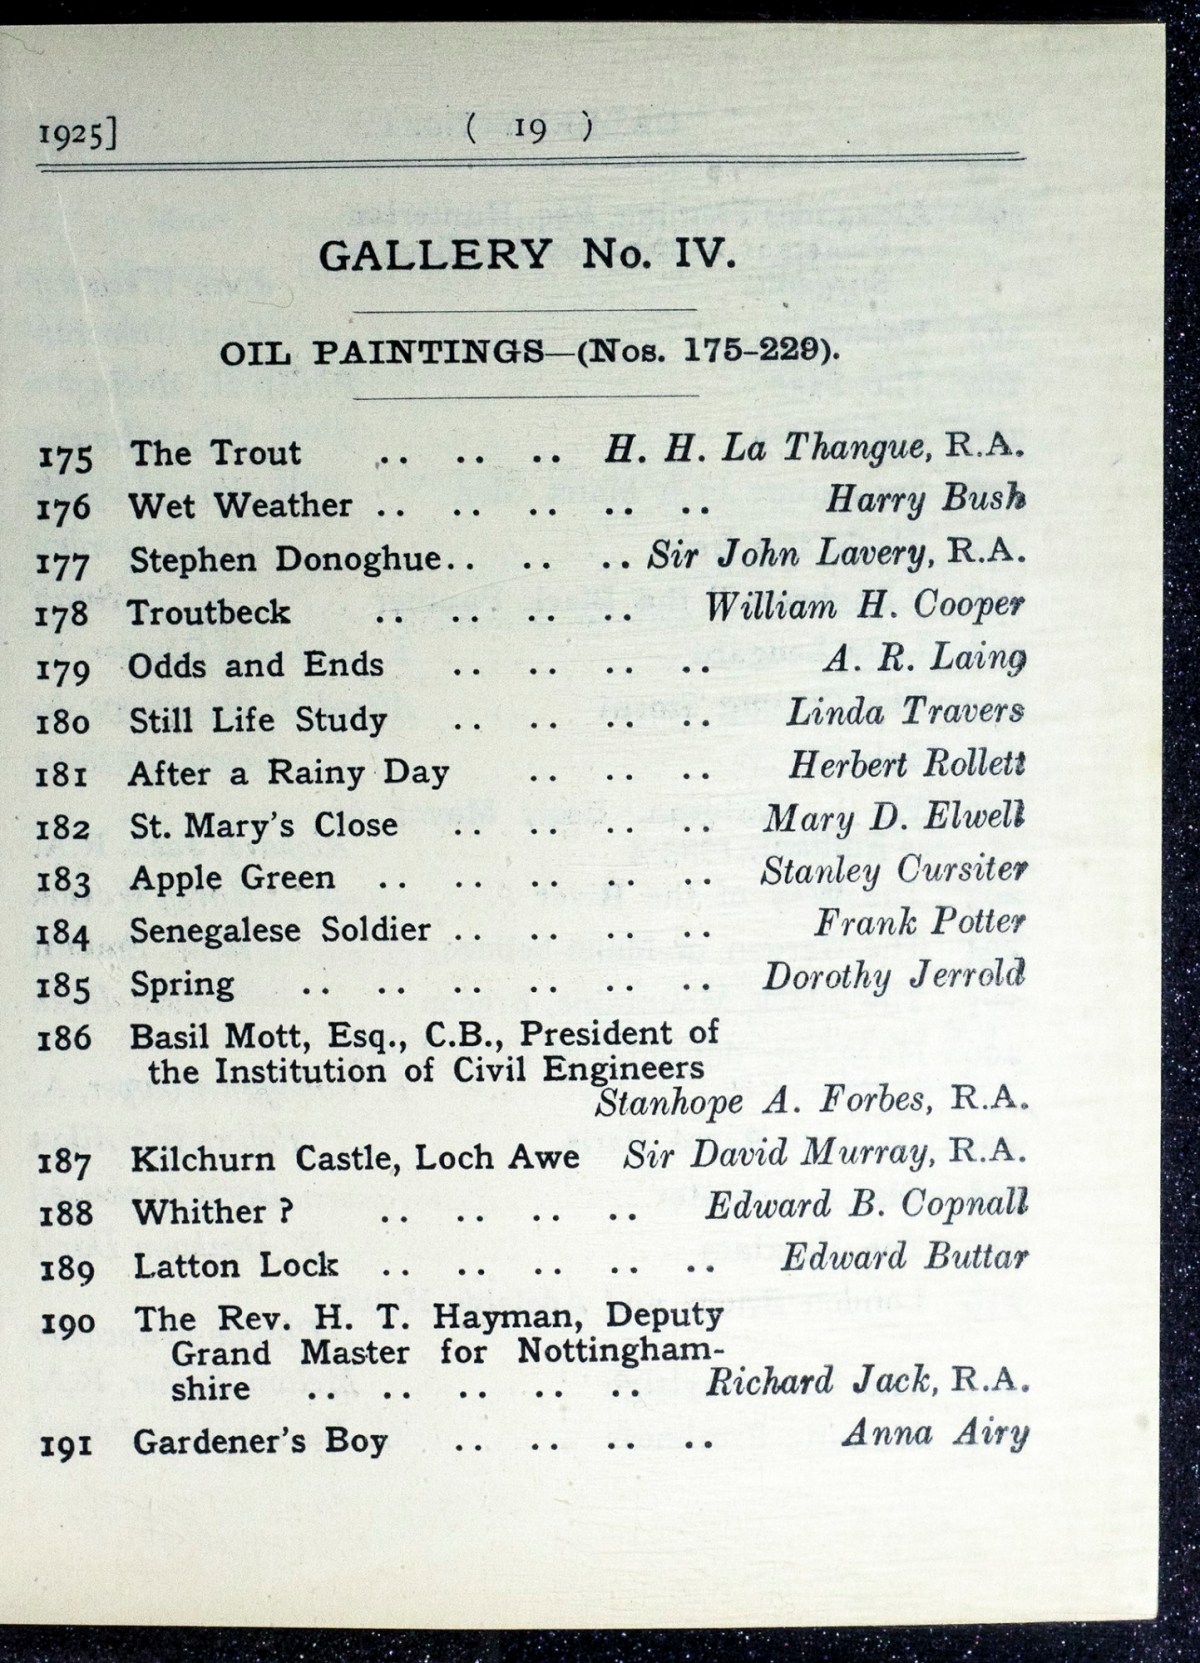 1925] ( 19 )
GALLERY No. IV.
OIL PAINTINGS—(Nos. 175-229).
175 The Trout .. .. .. H. H. La Thangue, R.A.
176 Wet Weather .. .. .. .. .. Harry Bush
177 Stephen Donoghue.. .. .. Sir John Lavery, R.A.
178 Troutbeck .. .. .. .. William H. Cooper
179 Odds and Ends .. .. .. .. A. R. Laing
180 Still Life Study .. .. .. .. Linda Travers
181 After a Rainy Day .. .. .. Herbert Rollett
182 St. Mary's Close .. .. .. .. Mary D. Elwell
183 Apple Green .. .. .. .. .. Stanley Cursiter
184 Senegalese Soldier .. .. .. .. Frank Potter
185 Spring .. .. .. .. .. .. Dorothy Jerrold
186 Basil Mott, Esq., C.B., President of
the Institution of Civil Engineers
Stanhope A. Forbes, R.A.
187 Kilchurn Castle, Loch Awe Sir David Murray, R.A.
188 Whither ? .. .. .. .. Edward B. Copnall
189 Latton Lock .. .. .. .. .. Edward Buttar
190 The Rev. H. T. Hayman, Deputy
Grand Master for Nottingham-
shire .. .. .. .. .. Richard Jack, R.A.
191 Gardener's Boy .. .. .. .. Anna Airy